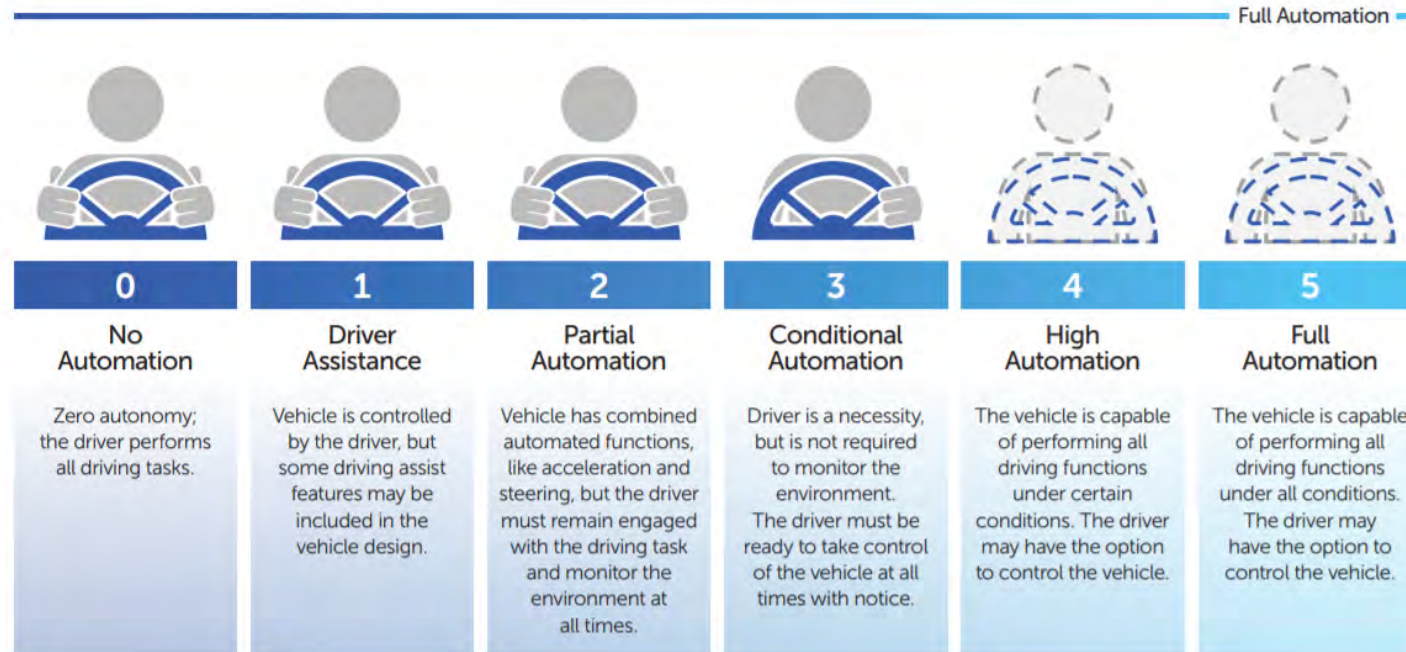 Full Automation
0
No
Automation
Zero autonomy;
the driver performs
all driving tasks.
1
Driver
Assistance
Vehicle is controlled
by the driver, but
some driving assist
features may be
included in the
vehicle design.
2
Partial
Automation
Vehicle has combined
automated functions,
like acceleration and
steering, but the driver
must remain engaged
with the driving task
and monitor the
environment at
all times.
3
Conditional
Automation
Driver is a necessity,
but is not required
to monitor the
environment.
The driver must be
ready to take control
of the vehicle at all
times with notice.
4
High
Automation
The vehicle is capable
of performing all
driving functions
under certain
conditions. The driver
may have the option
to control the vehicle.
5
Full
Automation
The vehicle is capable
of performing all
driving functions
under all conditions.
The driver may
have the option to
control the vehicle.